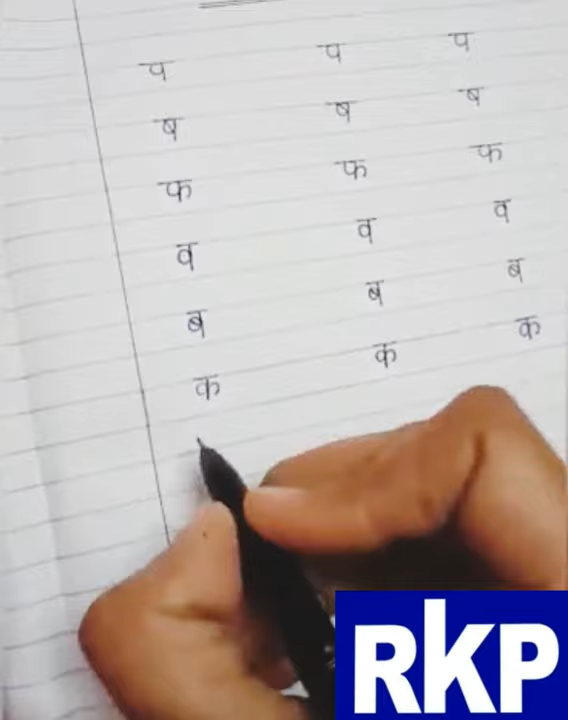 प प प
ष ष ष
फ फ फ
व व व
ब ब ब
क क क
RKP